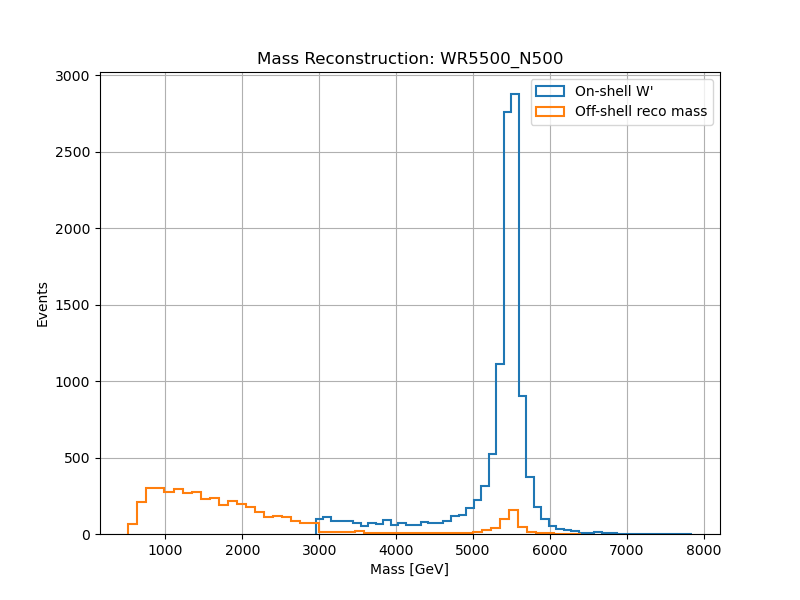 Mass Reconstruction: WR5500_N500
On-shell W'
Off-shell reco mass
3000
2500
2000
1500
1000
500
0
Events
1000 2000 3000 4000 5000 6000 7000 8000
Mass [GeV]